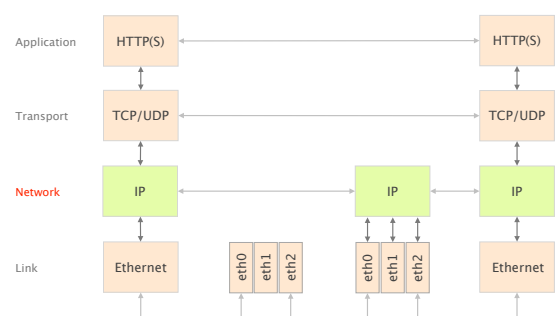 Application
HTTP(S)
HTTP(S)
Transport
TCP/UDP
TCP/UDP
Network
IP
IP
IP
Link
Ethernet
eth0
eth1
eth2
eth0
eth1
eth2
Ethernet